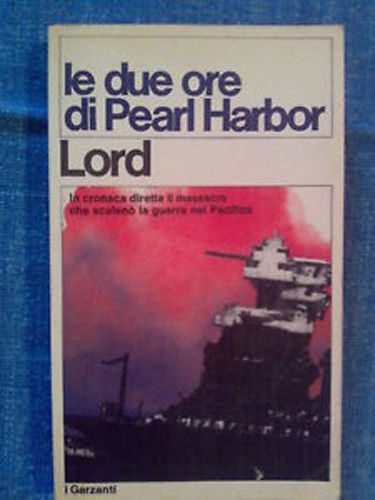 le due ore
di Pearl Harbor
Lord
In cronaca diretta il massacro
che scatenò la guerra nel Pacifico
I Garzanti